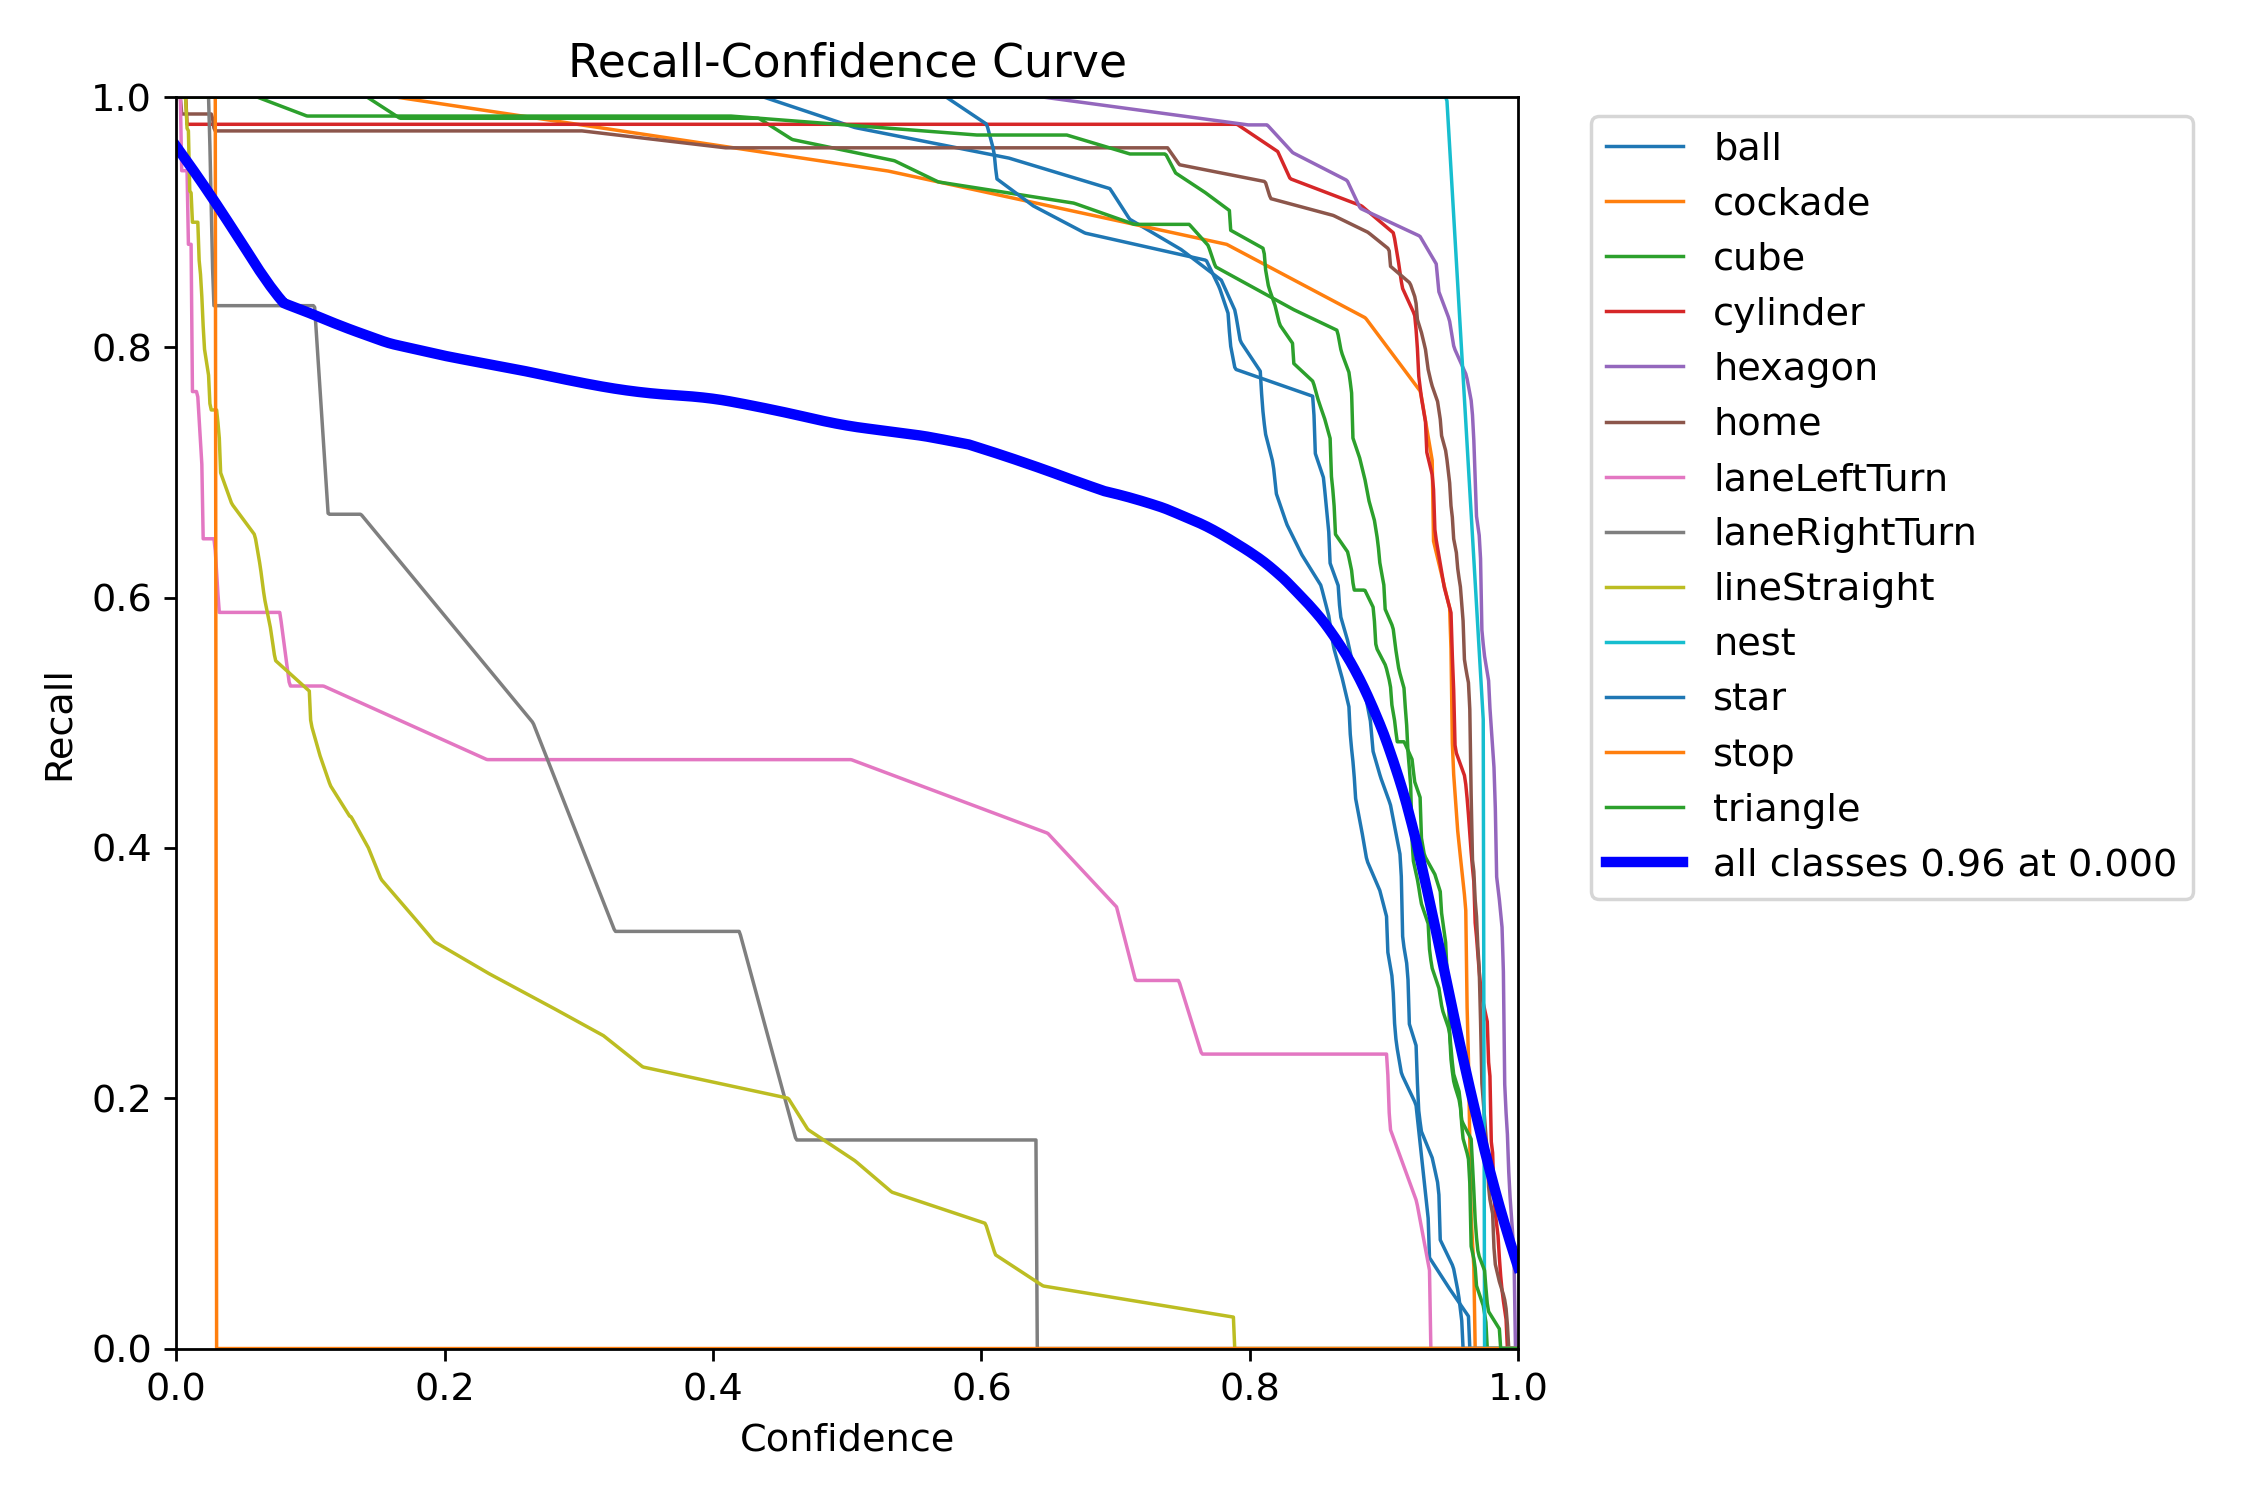 Recall-Confidence Curve
1.0
0.8
0.6
0.4
0.2
0.0
Recall
0.0 0.2 0.4 0.6 0.8 1.0
Confidence
ball
cockade
cube
cylinder
hexagon
home
laneLeftTurn
laneRightTurn
lineStraight
nest
star
stop
triangle
all classes 0.96 at 0.000